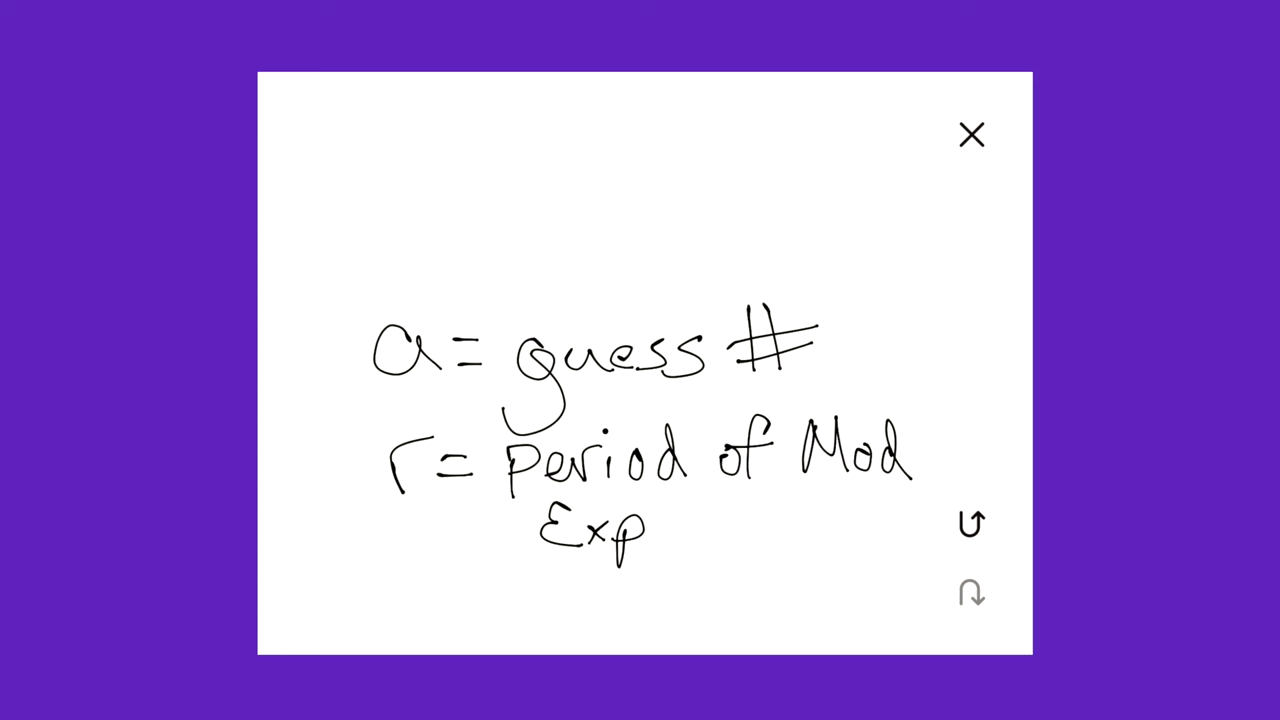 a = guess #
r = period of Mod
Exp